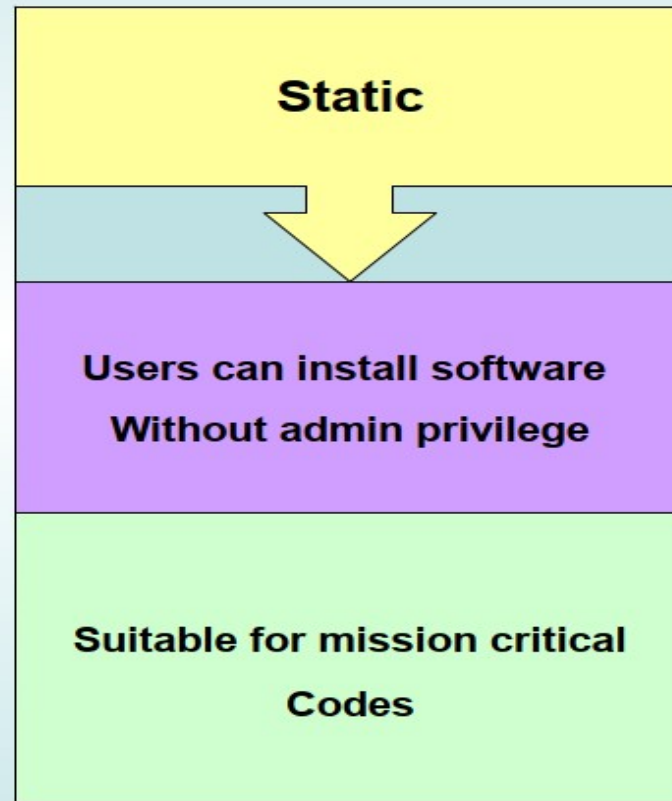 Static
Users can install software
Without admin privilege
Suitable for mission critical
Codes